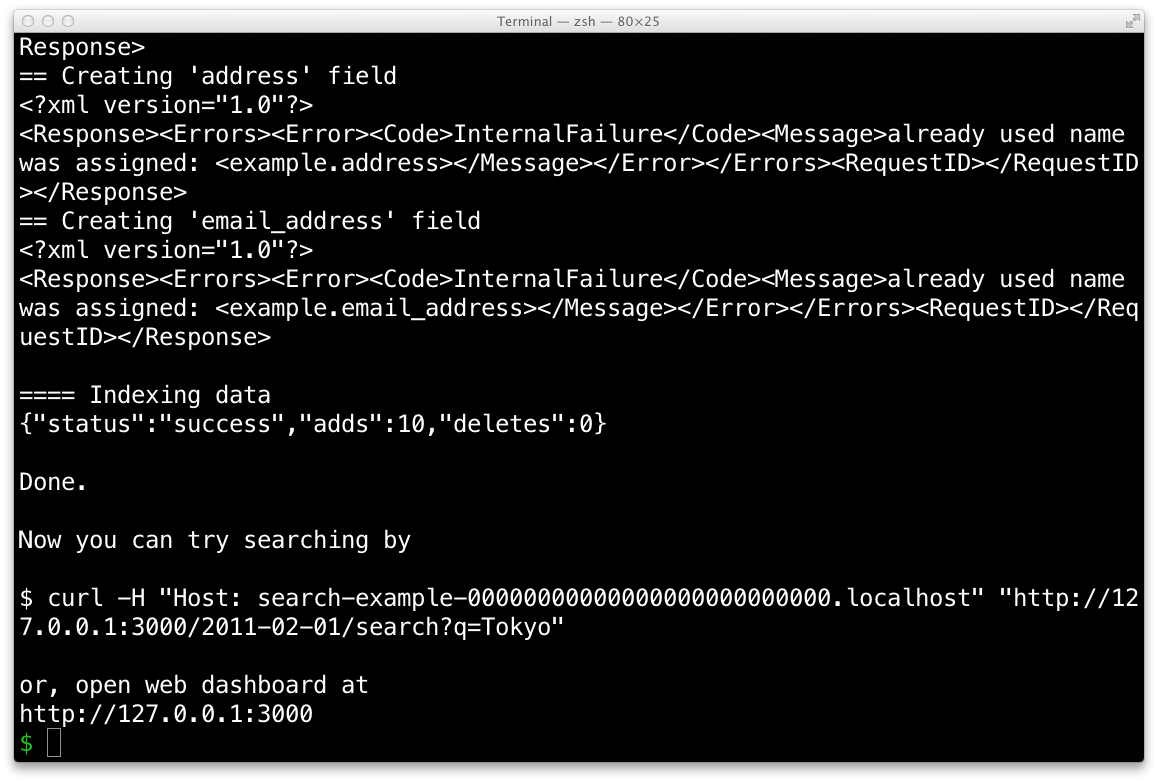 Terminal — zsh — 80×25
Response>
== Creating 'address' field
<?xml version="1.0"?>
<Response><Errors><Error><Code>InternalFailure</Code><Message>already used name
was assigned: <example.address></Message></Error></Errors><RequestID></RequestID
></Response>
== Creating 'email_address' field
<?xml version="1.0"?>
<Response><Errors><Error><Code>InternalFailure</Code><Message>already used name
was assigned: <example.email_address></Message></Error></Errors><RequestID></Req
uestID></Response>
==== Indexing data
{"status":"success","adds":10,"deletes":0}
Done.
Now you can try searching by
$ curl -H "Host: search-example-00000000000000000000000000.localhost" "http://12
7.0.0.1:3000/2011-02-01/search?q=Tokyo"
or, open web dashboard at
http://127.0.0.1:3000
$